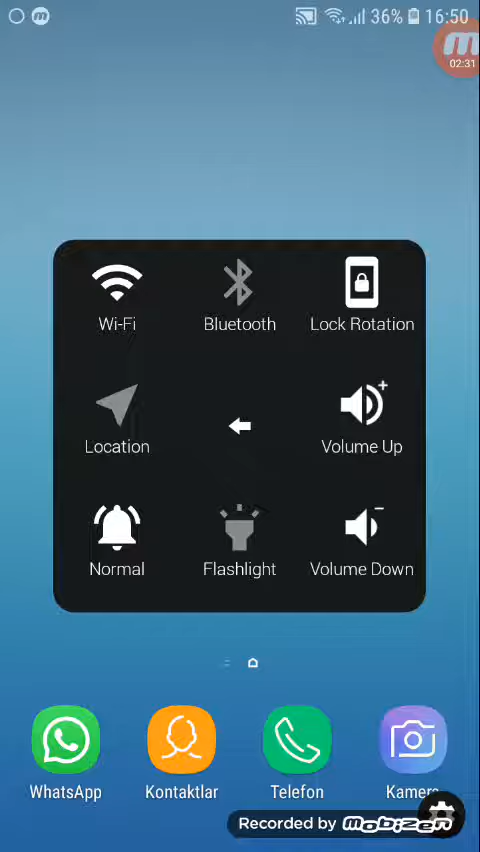 36% 16:50
02:31
Wi-Fi Bluetooth Lock Rotation
Location Volume Up
Normal Flashlight Volume Down
WhatsApp Kontaktlar Telefon Kamera
Recorded by Mobizen